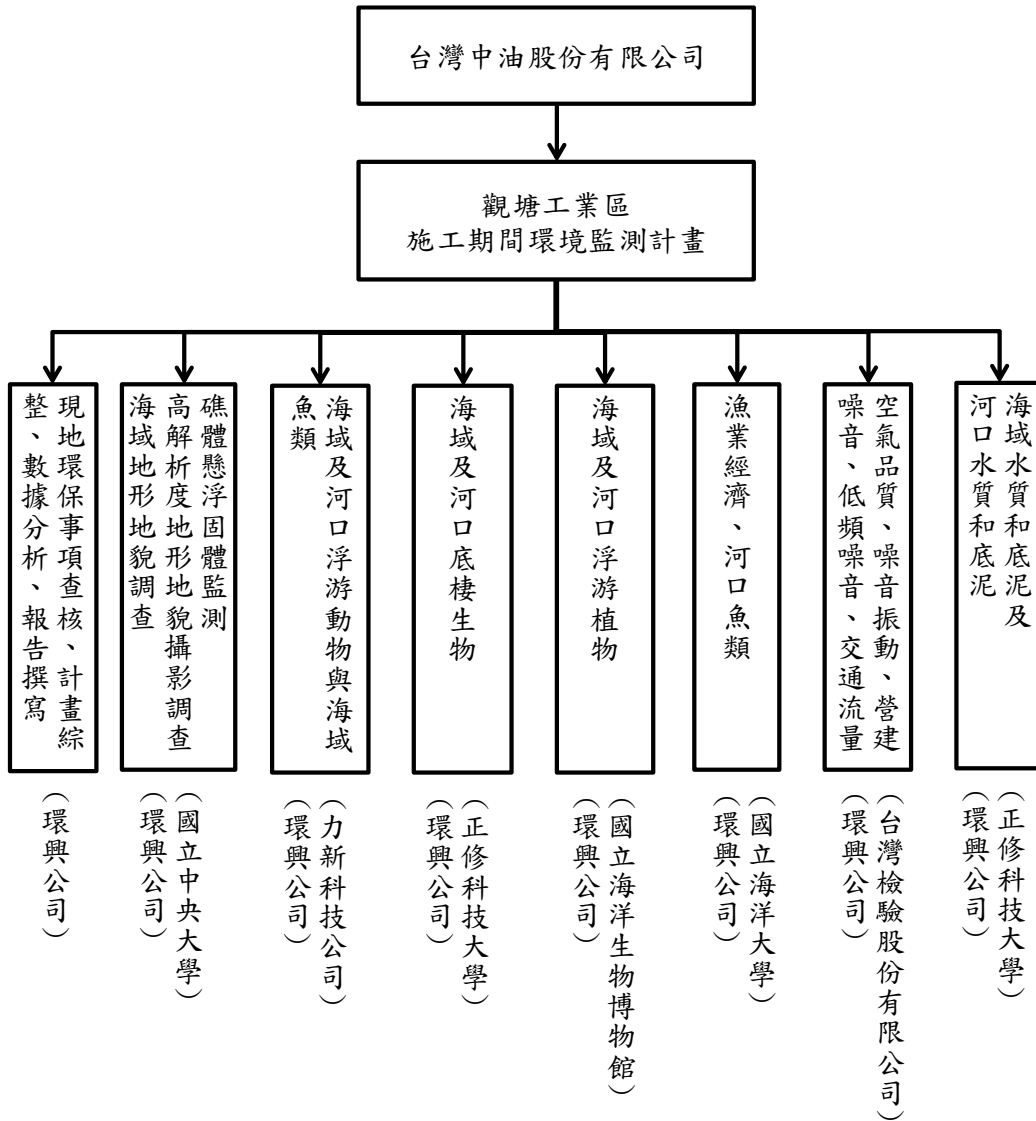 台灣中油股份有限公司
觀塘工業區
施工期間環境監測計畫
海域水質和底泥及
河口水質和底泥
（正修科技大學）
（環興公司）
空氣品質、噪音振動、營建
噪音、低頻噪音、交通流量
（台灣檢驗股份有限公司）
（環興公司）
漁業經濟、河口魚類
（國立海洋大學）
（環興公司）
海域及河口浮游植物
（國立海洋生物博物館）
（環興公司）
海域及河口底棲生物
（正修科技大學）
（環興公司）
海域及河口浮游動物與海域
魚類
（力新科技公司）
（環興公司）
礁體懸浮固體監測
高解析度地形地貌攝影調查
海域地形地貌調查
（國立中央大學）
（環興公司）
現地環保事項查核、計畫綜
整、數據分析、報告撰寫
（環興公司）